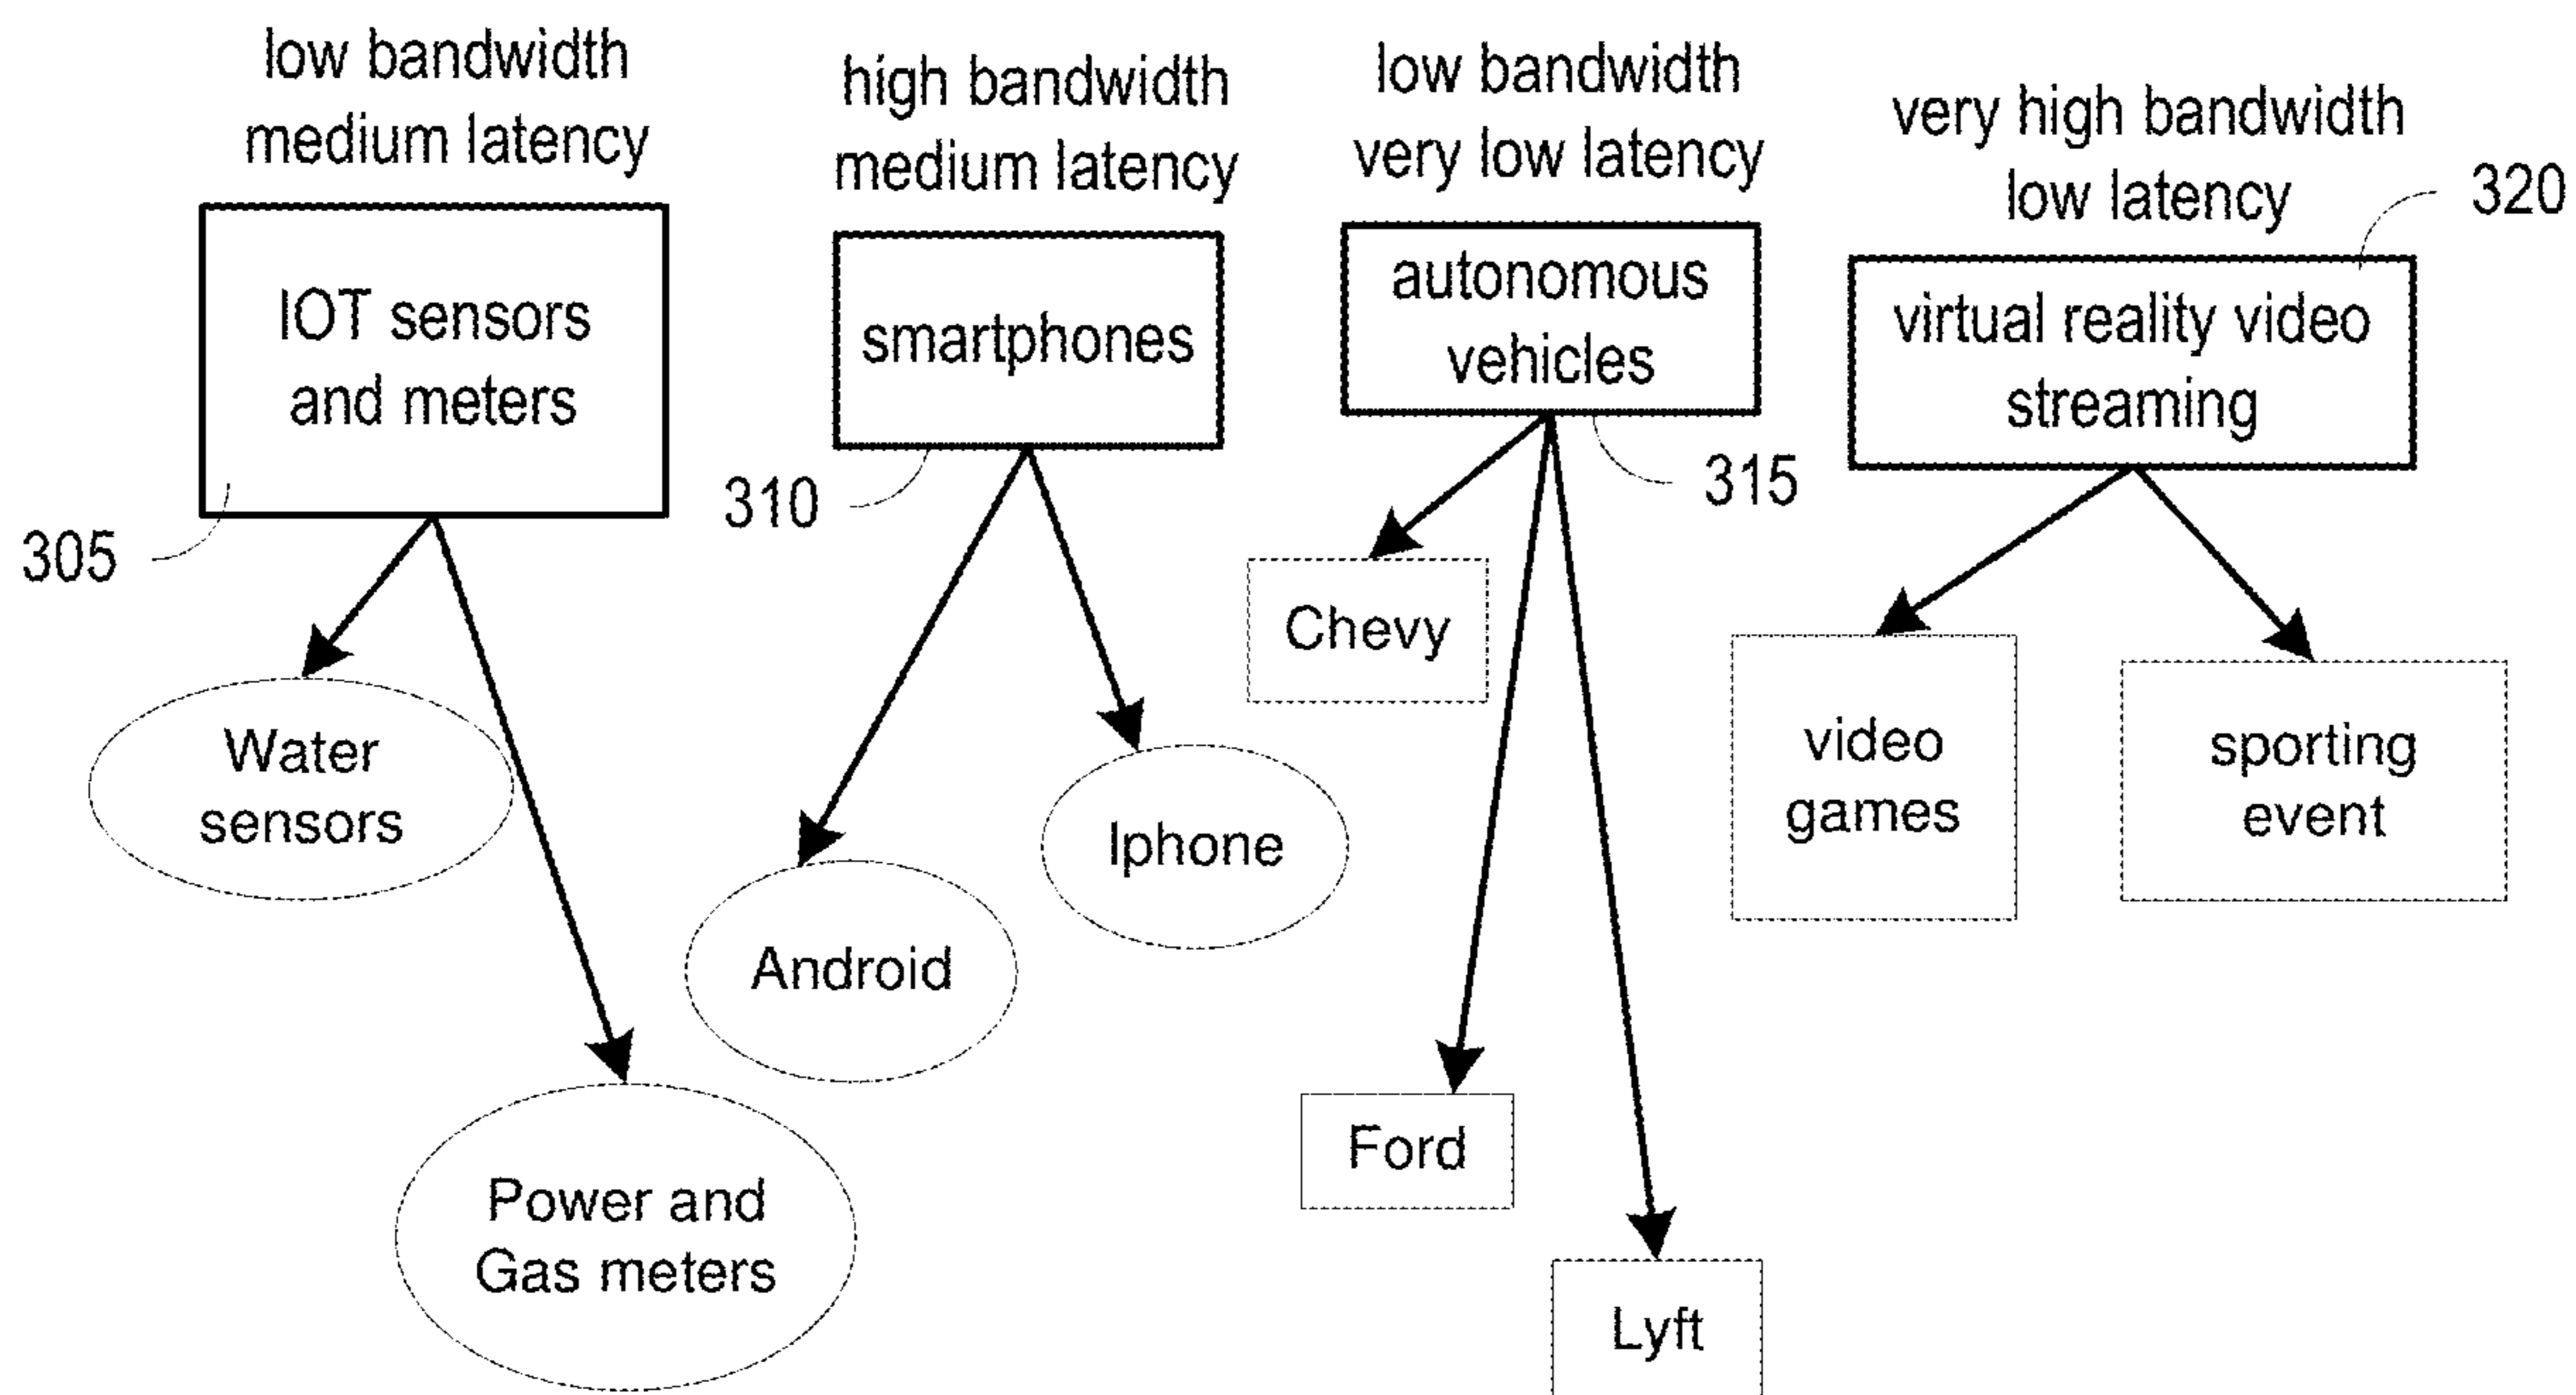 low bandwidth
medium latency
high bandwidth
medium latency
low bandwidth
very low latency
very high bandwidth
low latency
320
IOT sensors
and meters
smartphones
autonomous
vehicles
virtual reality video
streaming
305
310
315
Water
sensors
Power and
Gas meters
Android
Iphone
Chevy
Ford
Lyft
video
games
sporting
event